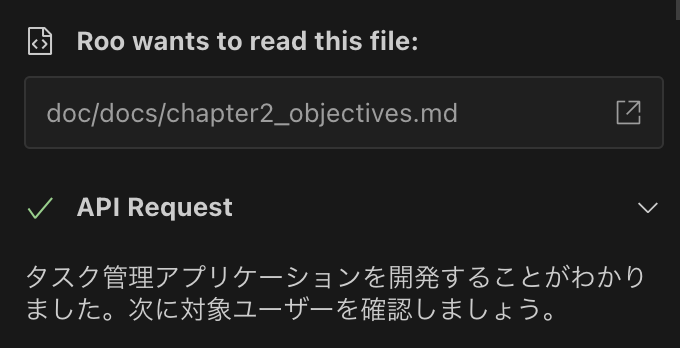 Roo wants to read this file:
doc/docs/chapter2_objectives.md
API Request
タスク管理アプリケーションを開発することがわかり
ました。次に対象ユーザーを確認しましょう。